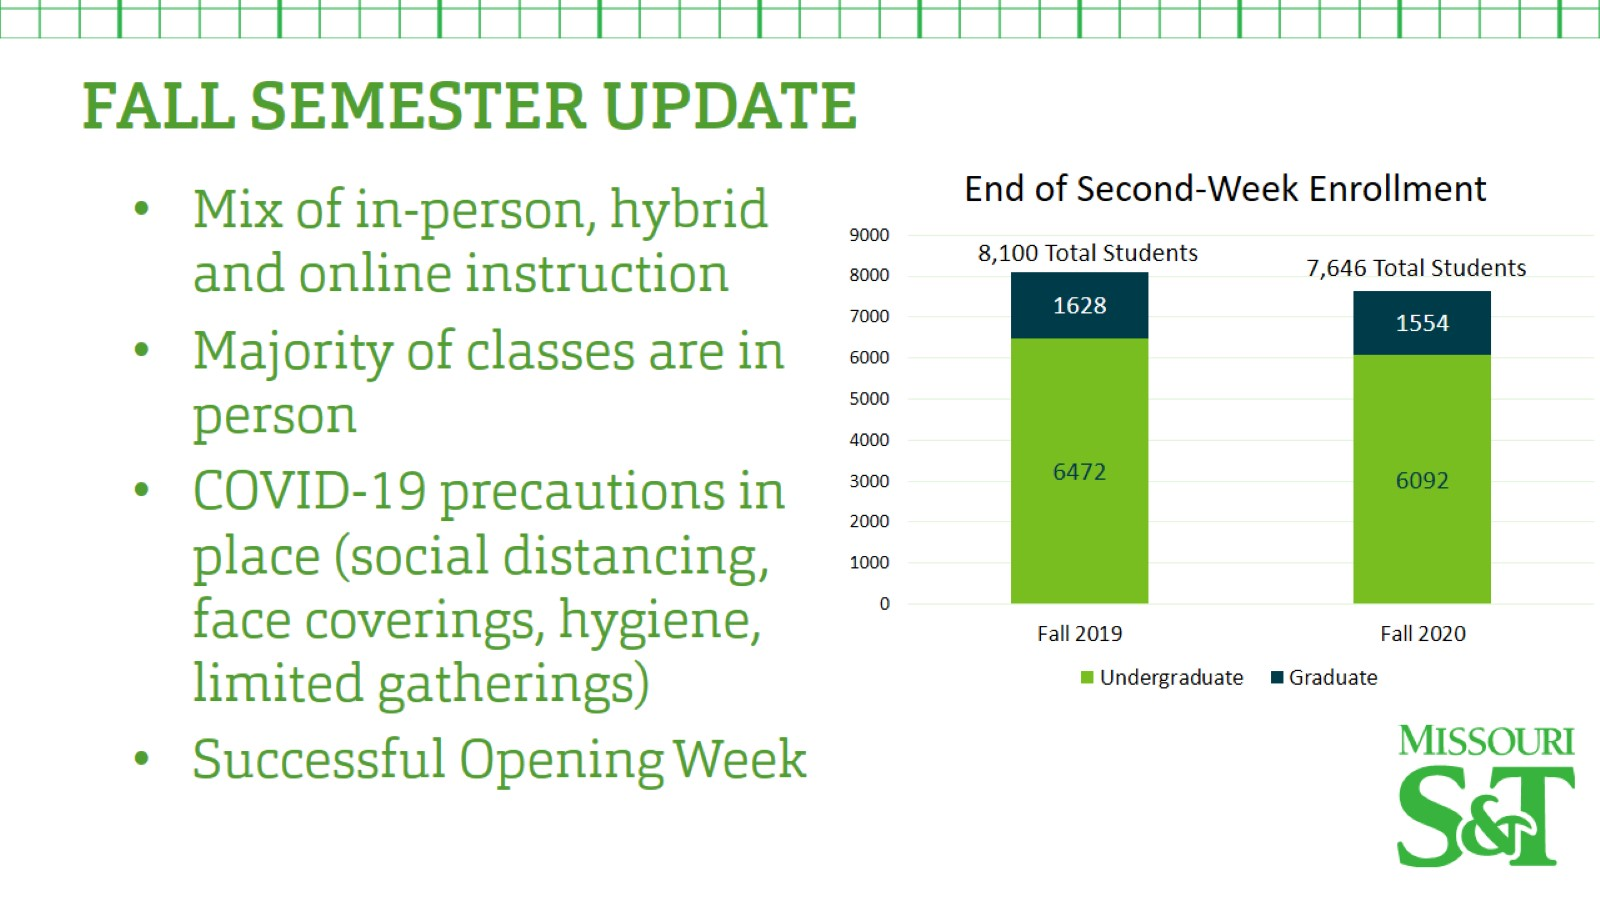 FALL SEMESTER UPDATE
• Mix of in-person, hybrid
and online instruction
• Majority of classes are in
person
• COVID-19 precautions in
place (social distancing,
face coverings, hygiene,
limited gatherings)
• Successful Opening Week
End of Second-Week Enrollment
9000
8000
7000
6000
5000
4000
3000
2000
1000
0
8,100 Total Students
1628
6472
7,646 Total Students
1554
6092
Fall 2019
Fall 2020
Undergraduate
Graduate
MISSOURI
S&T